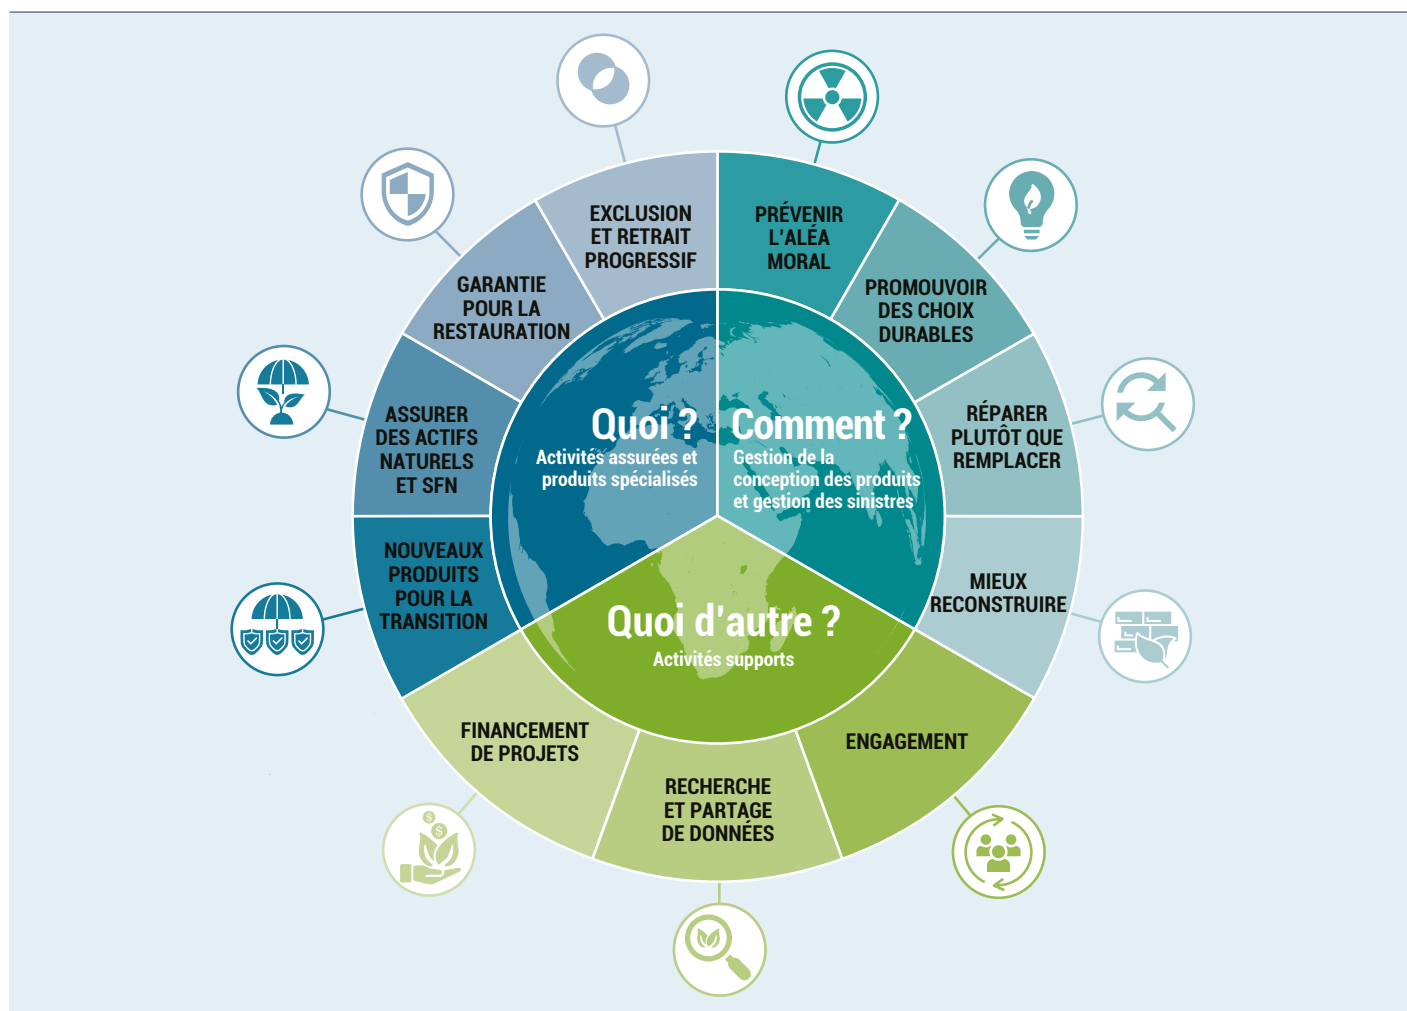 EXCLUSION
ET RETRAIT
PROGRESSIF
PRÉVENIR
L'ALÉA
MORAL
GARANTIE
POUR LA
RESTAURATION
PROMOUVOIR
DES CHOIX
DURABLES
ASSURER
DES ACTIFS
NATURELS
ET SFN
RÉPARER
PLUTÔT QUE
REMPLACER
Quoi ?
Activités assurées et
produits spécialisés
Comment ?
Gestion de la
conception des produits
et gestion des sinistres
NOUVEAUX
PRODUITS
POUR LA
TRANSITION
MIEUX
RECONSTRUIRE
Quoi d'autre ?
Activités supports
FINANCEMENT
DE PROJETS
RECHERCHE
ET PARTAGE
DE DONNÉES
ENGAGEMENT
$
$